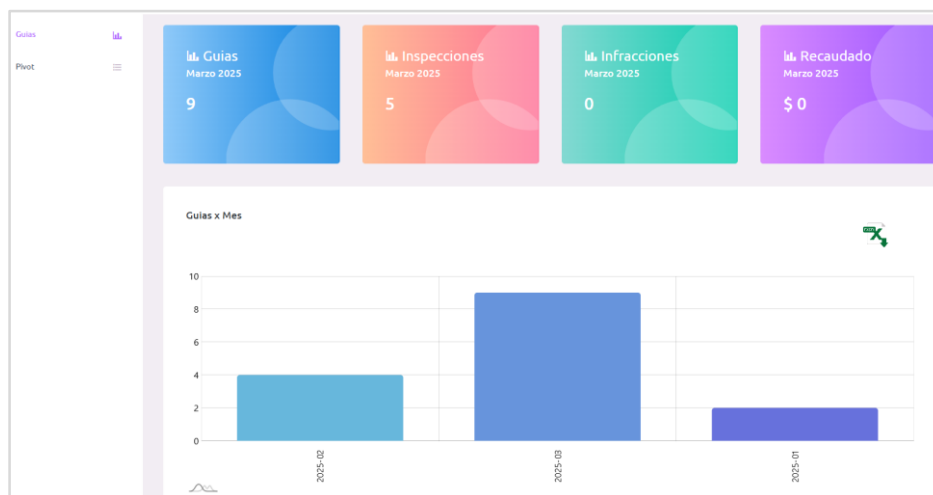 Guias
Pivot
Guias
Marzo 2025
9
Inspecciones
Marzo 2025
5
Infracciones
Marzo 2025
0
Recaudado
Marzo 2025
$ 0
Guias x Mes
10
8
6
4
2
0
2025-02
2025-03
2025-01